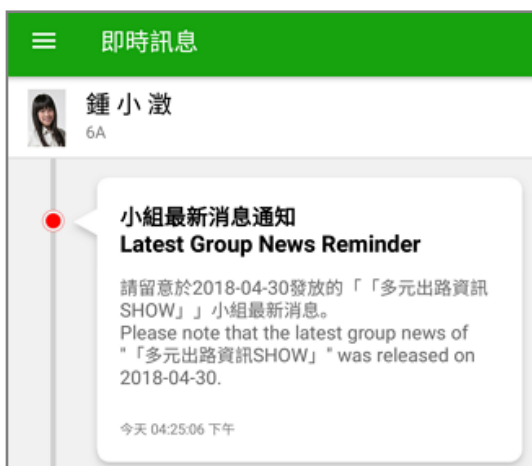 即時訊息
鍾小澂
6A
小組最新消息通知
Latest Group News Reminder
請留意於2018-04-30發放的「「多元出路資訊
SHOW」」小組最新消息。
Please note that the latest group news of
"「多元出路資訊SHOW」" was released on
2018-04-30.
今天 04:25:06 下午